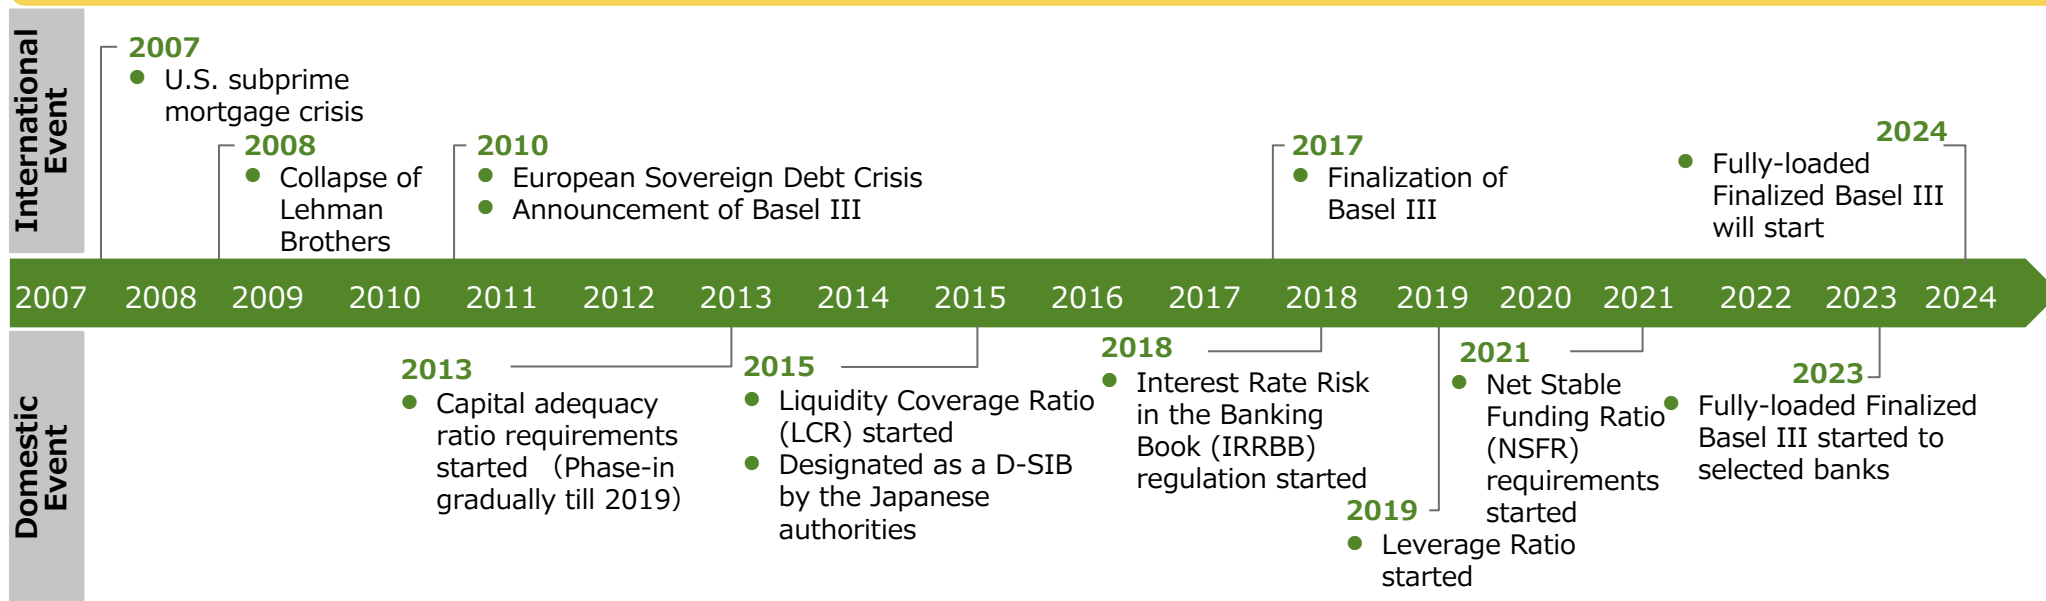 International
Event
2007
● U.S. subprime
mortgage crisis
2008
● Collapse of
Lehman
Brothers
2010
● European Sovereign Debt Crisis
● Announcement of Basel III
2017
● Finalization of
Basel III
2024
● Fully-loaded
Finalized Basel III
will start
2007 2008 2009 2010 2011 2012 2013 2014 2015 2016 2017 2018 2019 2020 2021 2022 2023 2024
Domestic
Event
2013
● Capital adequacy
ratio requirements
started （Phase-in
gradually till 2019）
2015
● Liquidity Coverage Ratio
(LCR) started
● Designated as a D-SIB
by the Japanese
authorities
2018
● Interest Rate Risk
in the Banking
Book (IRRBB)
regulation started
2019
● Leverage Ratio
started
2021
● Net Stable
Funding Ratio
(NSFR)
requirements
started
2023
● Fully-loaded Finalized
Basel III started to
selected banks